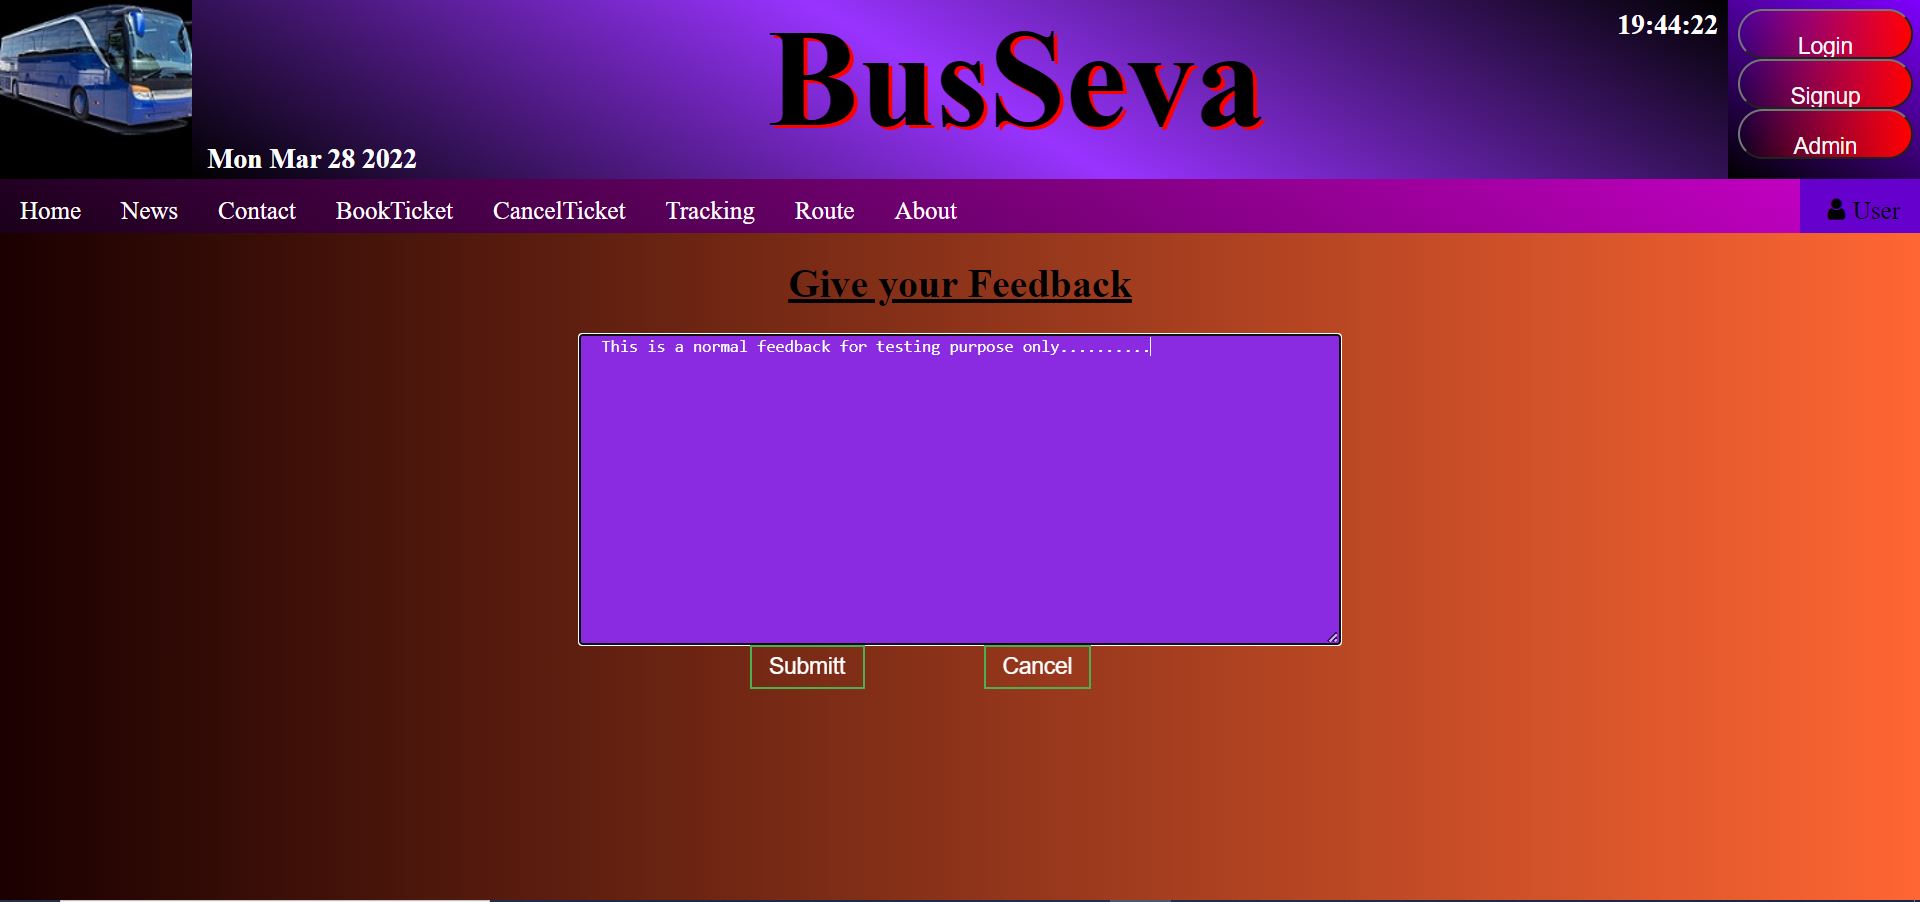 BusSeva
19:44:22
Mon Mar 28 2022
Login
Signup
Admin
Home News Contact BookTicket CancelTicket Tracking Route About User
Give your Feedback
This is a normal feedback for testing purpose only..........
Submitt Cancel